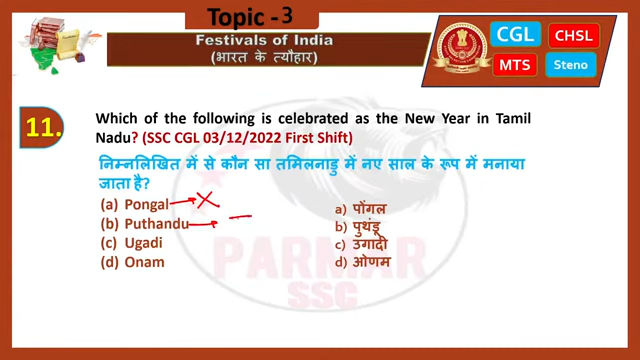 Topic -3
Festivals of India
(भारत के त्यौहार)
CGL
CHSL
MTS
Steno
11.
Which of the following is celebrated as the New Year in Tamil
Nadu? (SSC CGL 03/12/2022 First Shift)
निम्नलिखित में से कौन सा तमिलनाडु में नए साल के रूप में मनाया
जाता है?
(a) Pongal
(b) Puthandu
(c) Ugadi
(d) Onam
a) पोंगल
b) पुथंडू
c) उगादी
d) ओणम
PARMAR
SSC